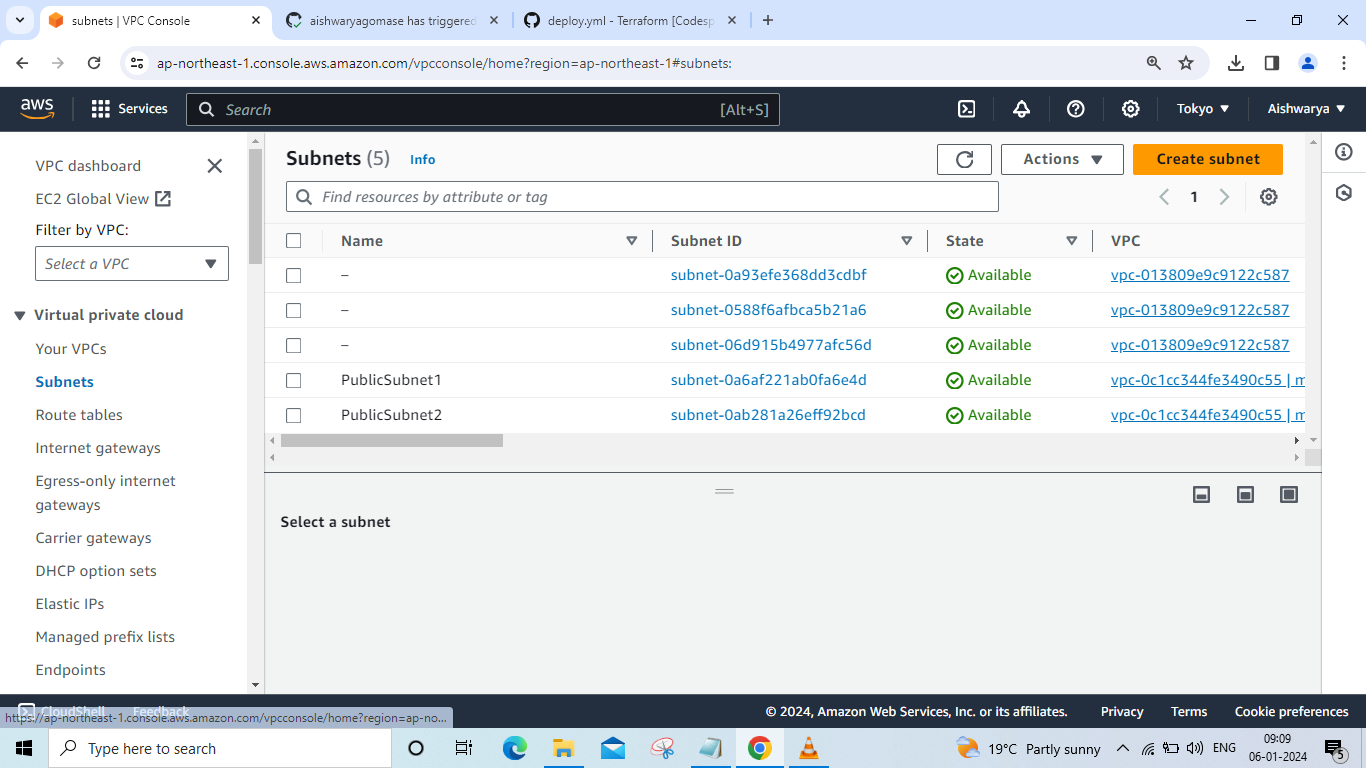 subnets | VPC Console
aishwaryagomase has triggered
deploy.yml - Terraform [Codesp
ap-northeast-1.console.aws.amazon.com/vpcconsole/home?region=ap-northeast-1#subnets:
aws
Services
Search
[Alt+S]
Tokyo
Aishwarya
VPC dashboard
EC2 Global View
Filter by VPC:
Select a VPC
Virtual private cloud
Your VPCs
Subnets
Route tables
Internet gateways
Egress-only internet
gateways
Carrier gateways
DHCP option sets
Elastic IPs
Managed prefix lists
Endpoints
Subnets (5) Info
Actions
Create subnet
Find resources by attribute or tag
1
Name Subnet ID State VPC
– subnet-0a93efe368dd3cdbf Available vpc-013809e9c9122c587
– subnet-0588f6afbca5b21a6 Available vpc-013809e9c9122c587
– subnet-06d915b4977afc56d Available vpc-013809e9c9122c587
PublicSubnet1 subnet-0a6af221ab0fa6e4d Available vpc-0c1cc344fe3490c55 | m
PublicSubnet2 subnet-0ab281a26eff92bcd Available vpc-0c1cc344fe3490c55 | m
Select a subnet
CloudShell Feedback
https://ap-northeast-1.console.aws.amazon.com/vpcconsole/home?region=ap-no...
© 2024, Amazon Web Services, Inc. or its affiliates. Privacy Terms Cookie preferences
Type here to search
19°C Partly sunny
ENG
09:09
06-01-2024
5